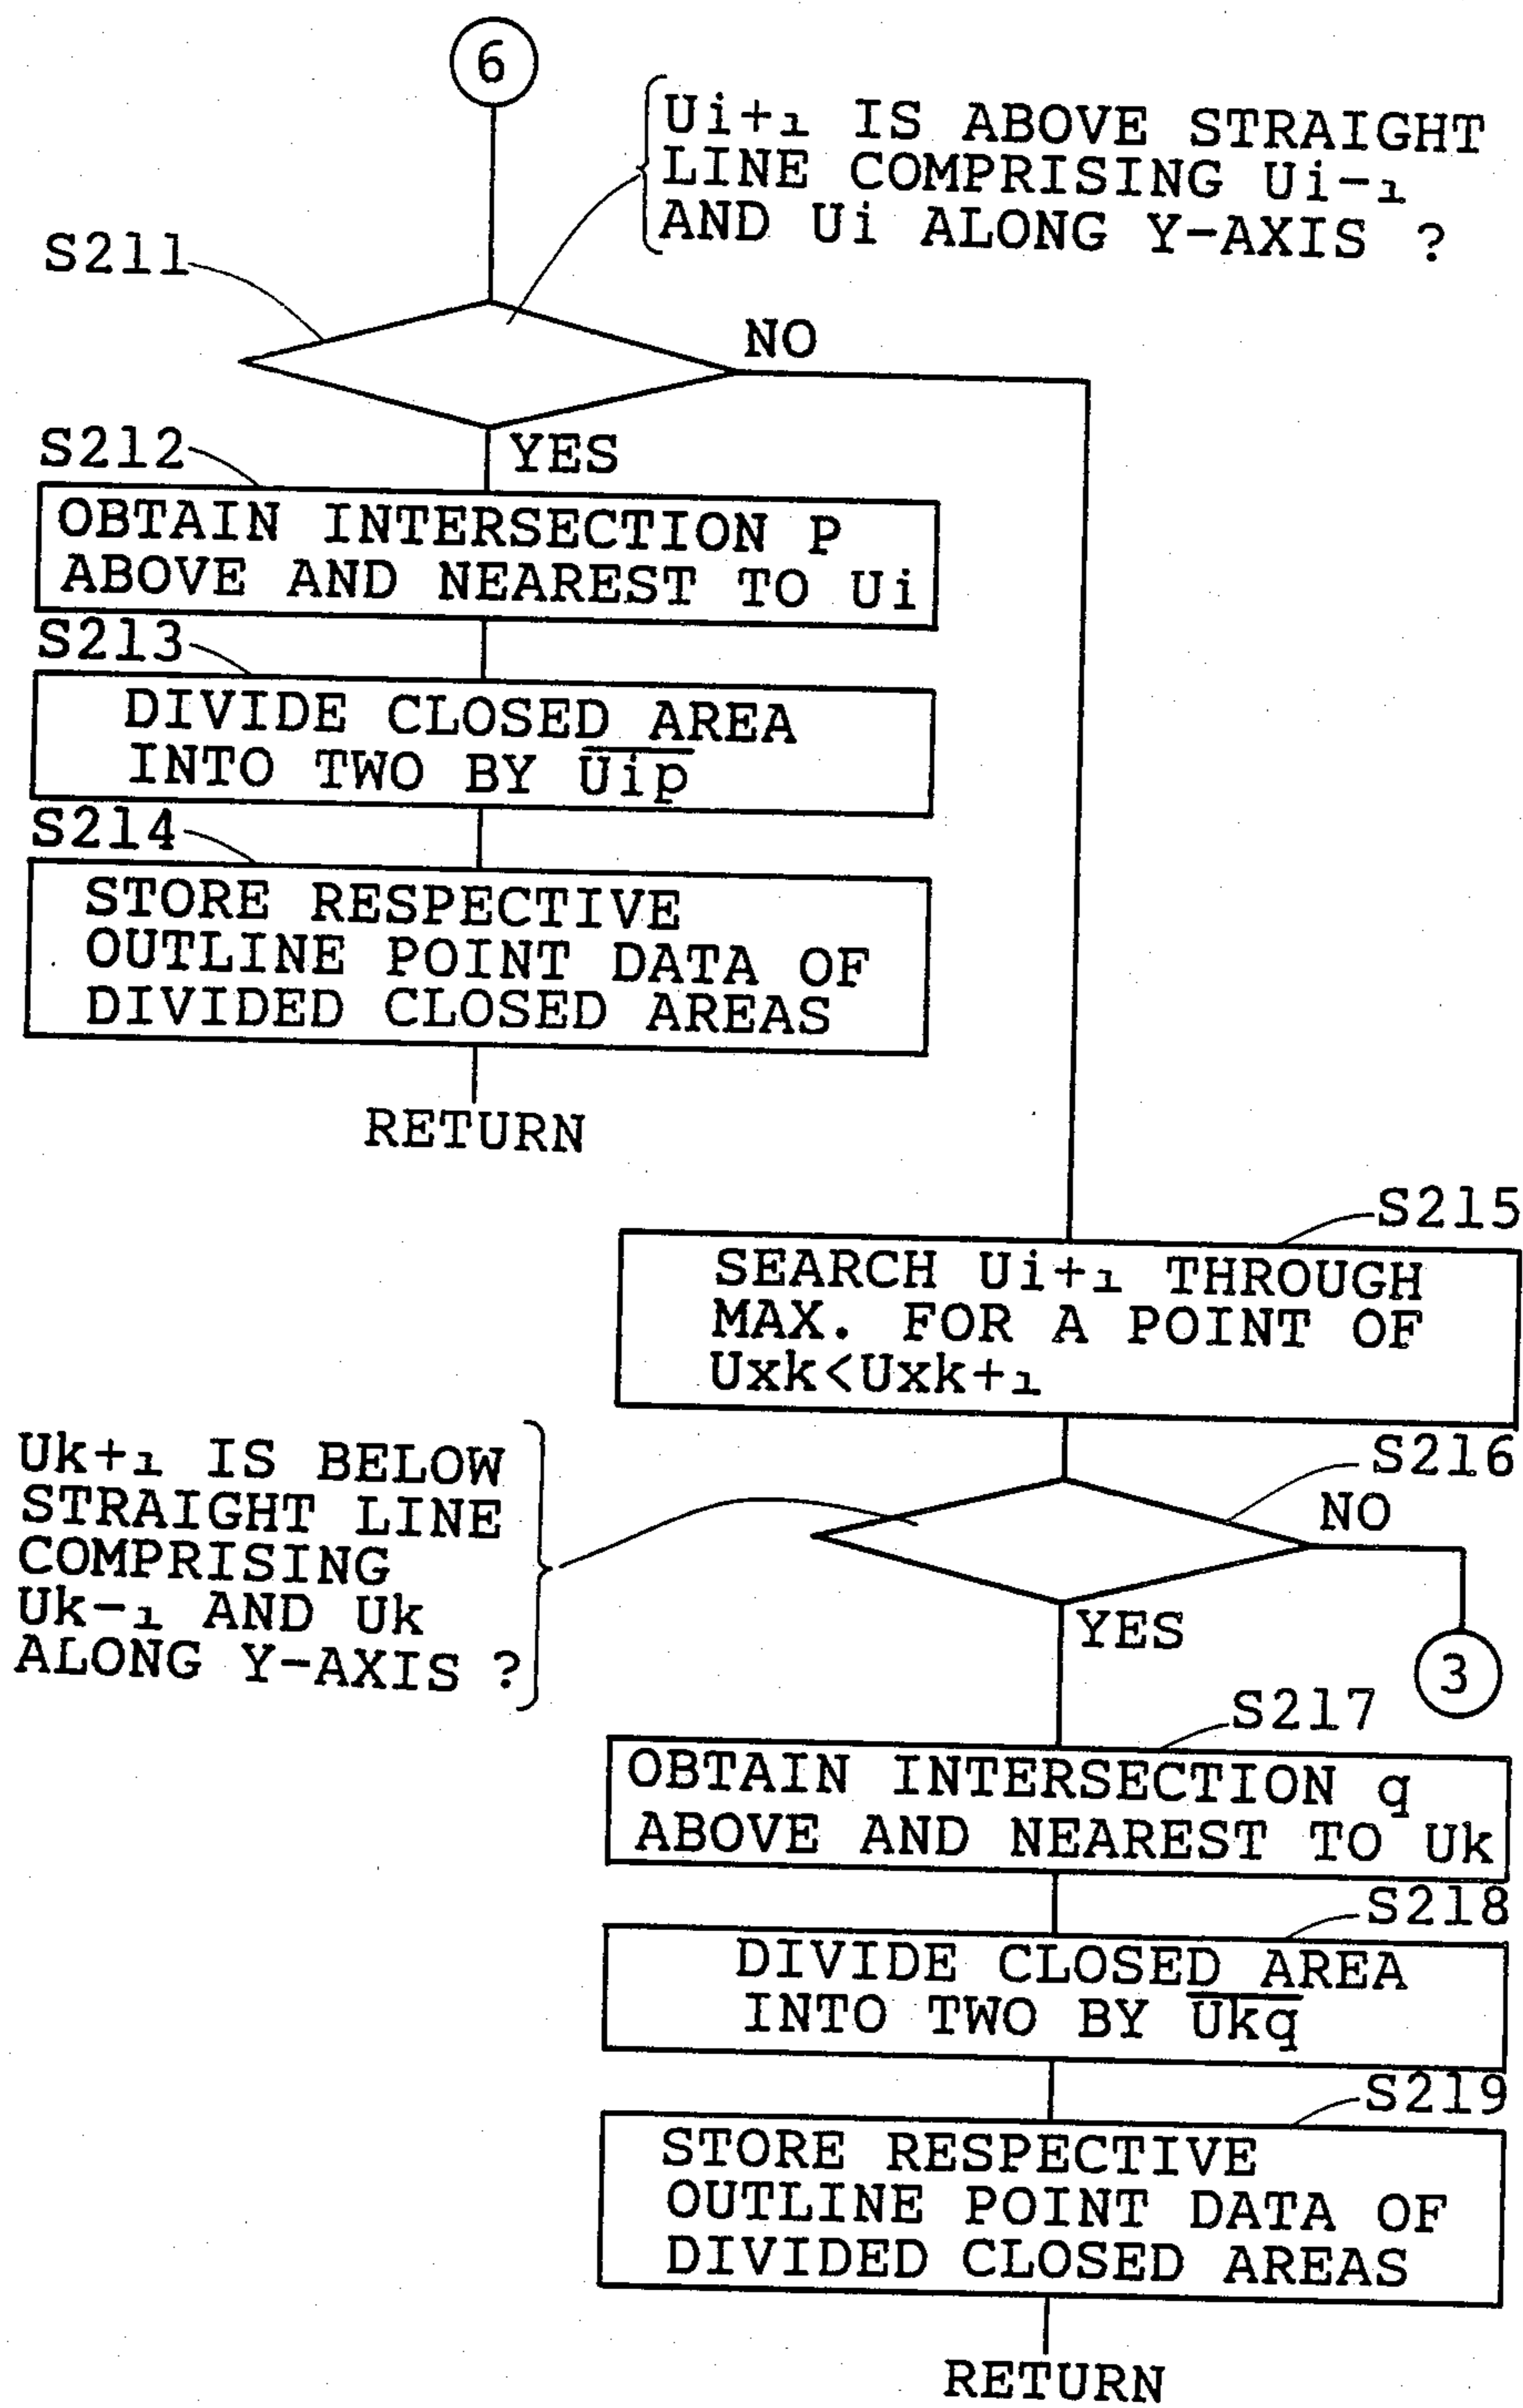 6
Ui+1 IS ABOVE STRAIGHT
LINE COMPRISING Ui-1
AND Ui ALONG Y-AXIS ?
S211
NO
YES
S212
OBTAIN INTERSECTION P
ABOVE AND NEAREST TO Ui
S213
DIVIDE CLOSED AREA
INTO TWO BY U̅i̅p̅
S214
STORE RESPECTIVE
OUTLINE POINT DATA OF
DIVIDED CLOSED AREAS
RETURN
S215
SEARCH Ui+1 THROUGH
MAX. FOR A POINT OF
Uxk<Uxk+1
S216
Uk+1 IS BELOW
STRAIGHT LINE
COMPRISING
Uk-1 AND Uk
ALONG Y-AXIS ?
NO
YES
3
S217
OBTAIN INTERSECTION q
ABOVE AND NEAREST TO Uk
S218
DIVIDE CLOSED AREA
INTO TWO BY U̅k̅q̅
S219
STORE RESPECTIVE
OUTLINE POINT DATA OF
DIVIDED CLOSED AREAS
RETURN